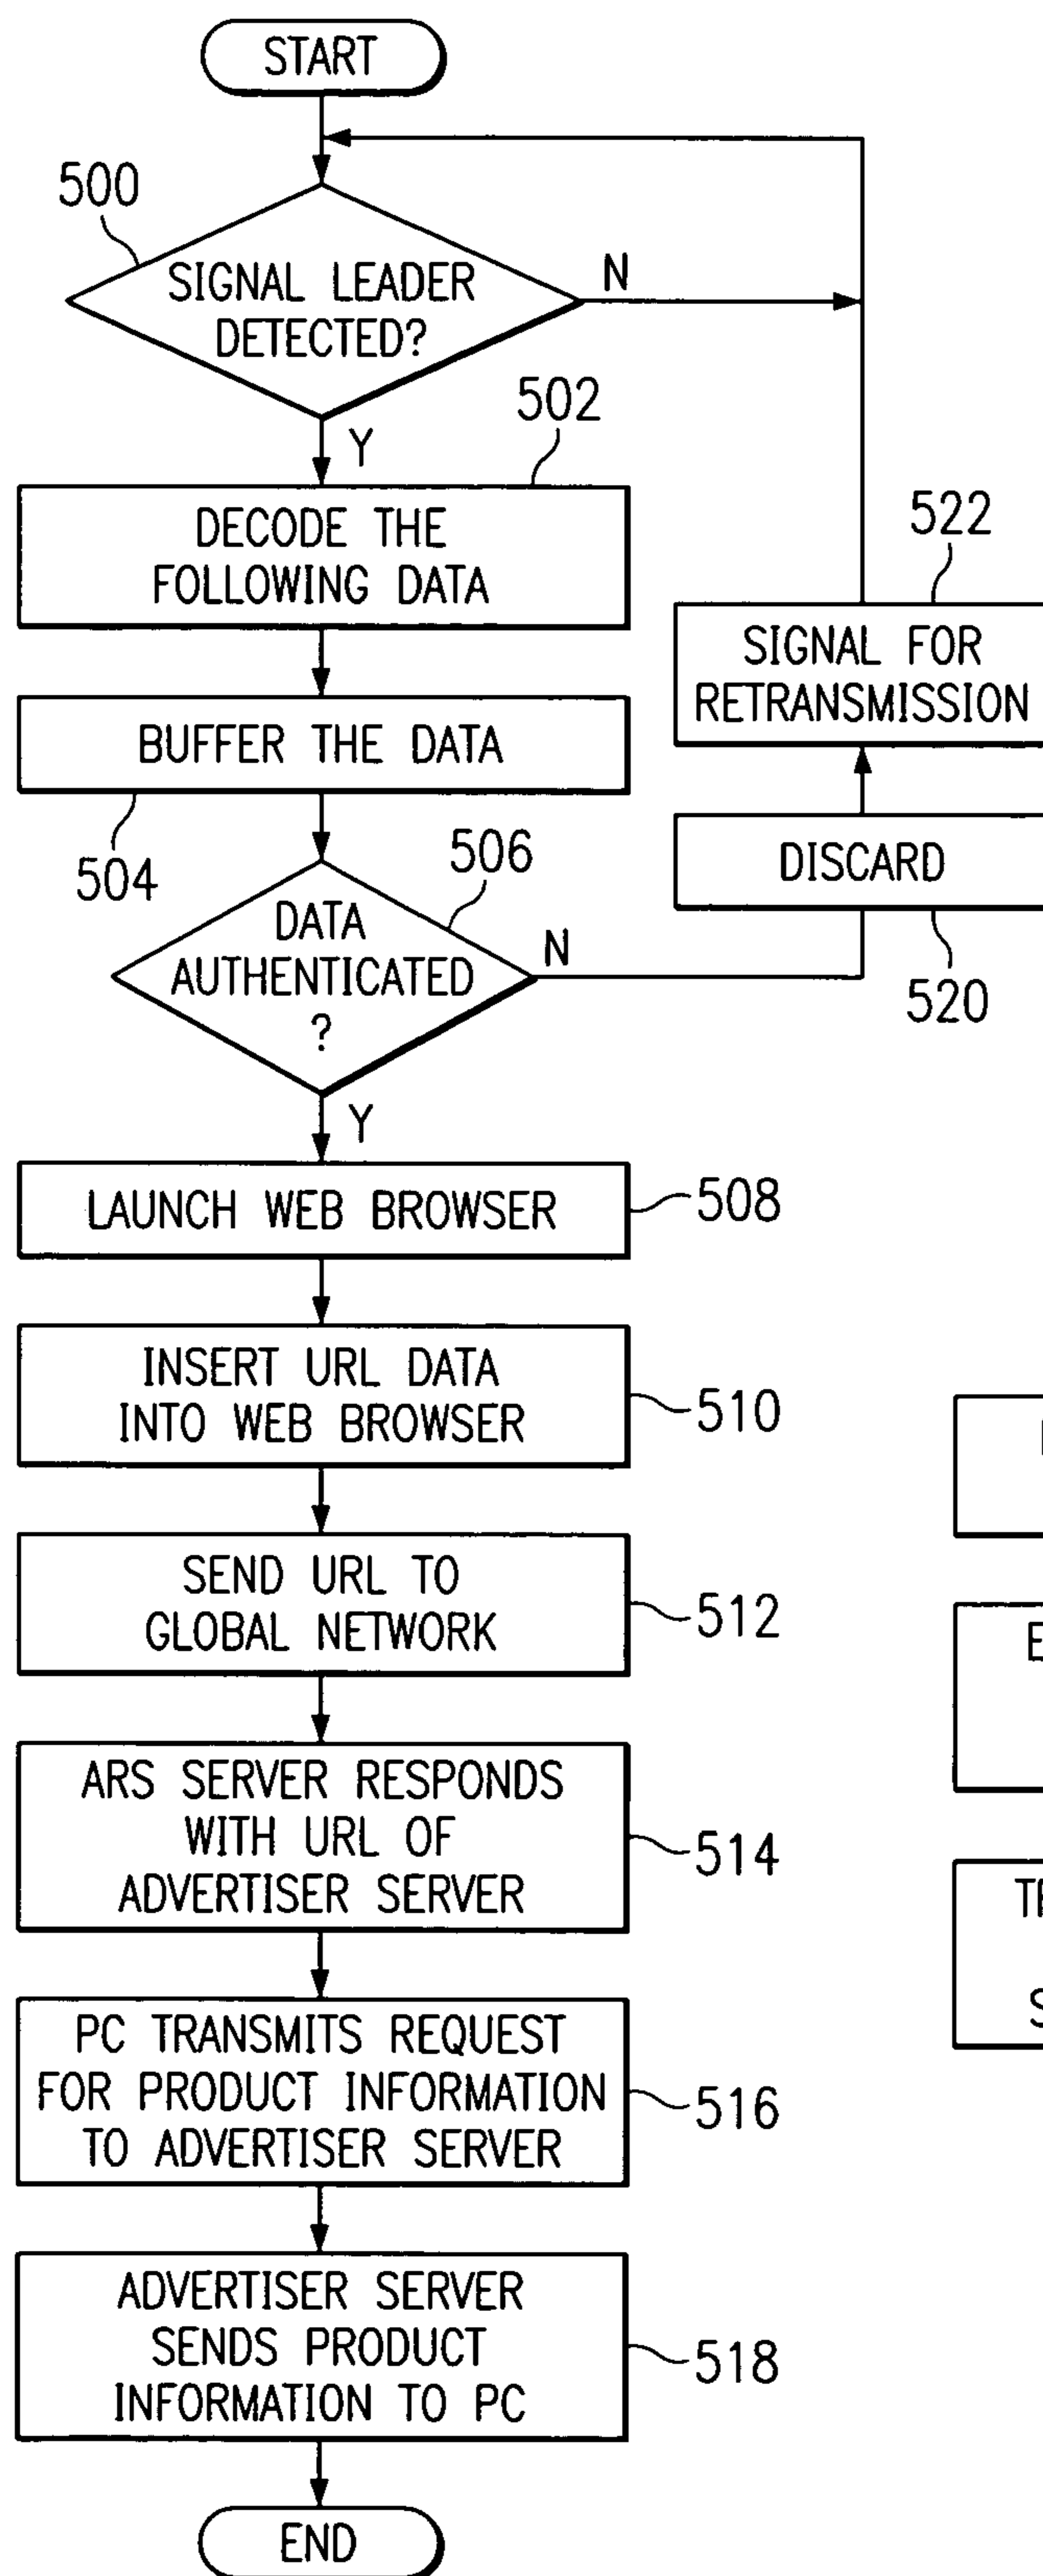 START
500
SIGNAL LEADER
DETECTED?
N
Y
502
DECODE THE
FOLLOWING DATA
522
SIGNAL FOR
RETRANSMISSION
BUFFER THE DATA
504
506
DISCARD
520
DATA
AUTHENTICATED
?
N
Y
LAUNCH WEB BROWSER
508
INSERT URL DATA
INTO WEB BROWSER
510
SEND URL TO
GLOBAL NETWORK
512
ARS SERVER RESPONDS
WITH URL OF
ADVERTISER SERVER
514
PC TRANSMITS REQUEST
FOR PRODUCT INFORMATION
TO ADVERTISER SERVER
516
ADVERTISER SERVER
SENDS PRODUCT
INFORMATION TO PC
518
END